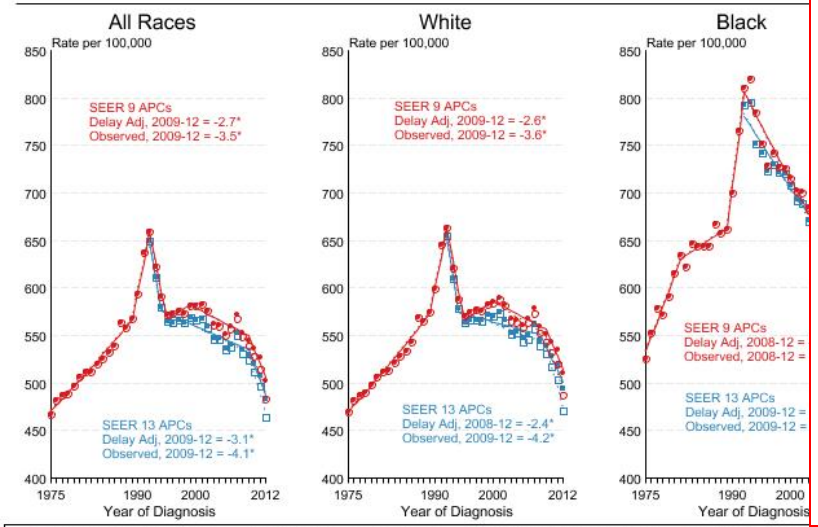 All Races
Rate per 100,000
850
800
750
700
650
600
550
500
450
400
SEER 9 APCs
Delay Adj, 2009-12 = -2.7*
Observed, 2009-12 = -3.5*
SEER 13 APCs
Delay Adj, 2009-12 = -3.1*
Observed, 2009-12 = -4.1*
1975 1990 2000 2012
Year of Diagnosis
White
Rate per 100,000
850
800
750
700
650
600
550
500
450
400
SEER 9 APCs
Delay Adj, 2009-12 = -2.6*
Observed, 2009-12 = -3.6*
SEER 13 APCs
Delay Adj, 2008-12 = -2.4*
Observed, 2009-12 = -4.2*
1975 1990 2000 2012
Year of Diagnosis
Black
Rate per 100,000
850
800
750
700
650
600
550
500
450
400
SEER 9 APCs
Delay Adj, 2008-12 =
Observed, 2008-12 =
SEER 13 APCs
Delay Adj, 2009-12 =
Observed, 2009-12 =
1975 1990 2000
Year of Diagnos